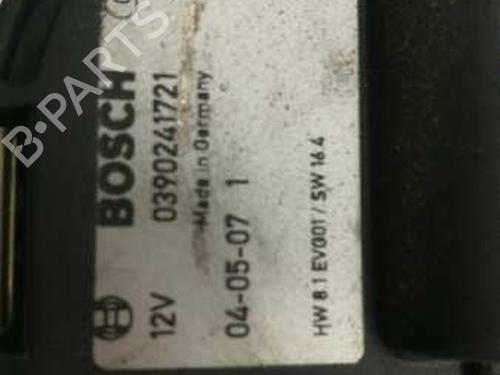 BOSCH
12V 0390241721
Made in Germany
04-05-07 1
HW 8.1 EV001 / SW 16.4
B-PARTS